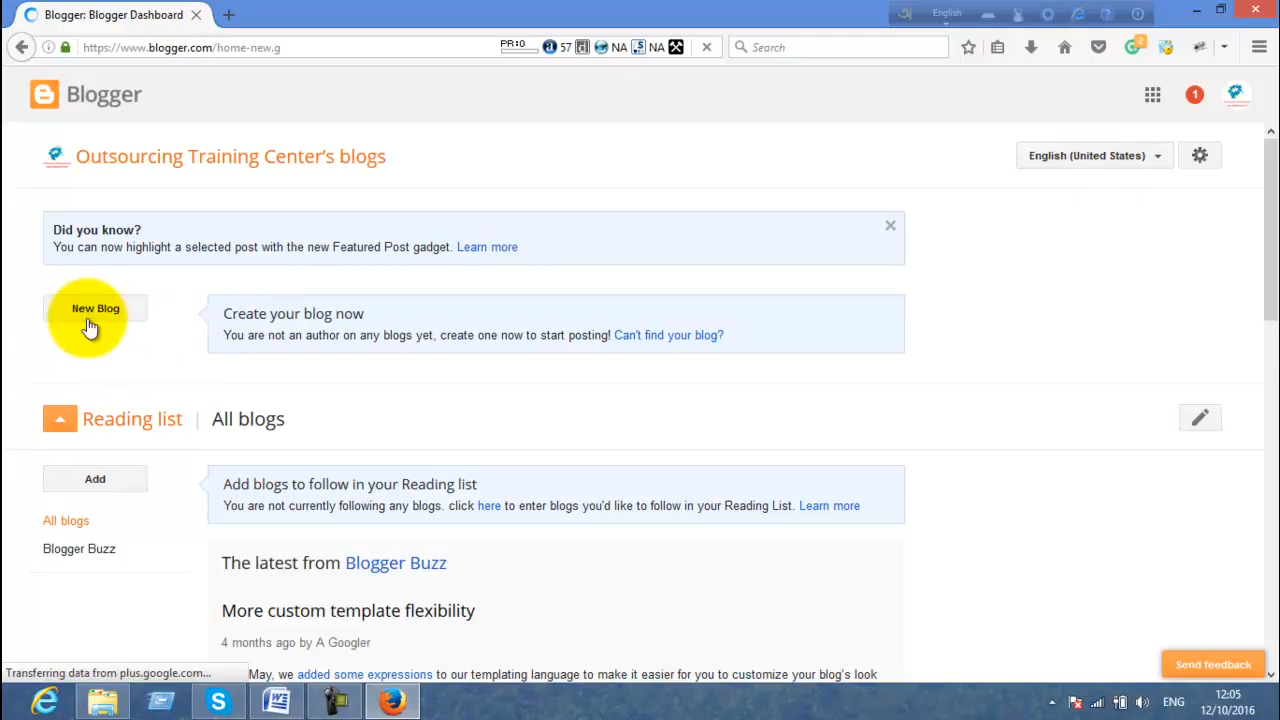 Blogger: Blogger Dashboard
English
https://www.blogger.com/home-new.g
PR:0
57
NA
NA
Search
2
Blogger
1
Outsourcing Training Center's blogs
English (United States)
Did you know?
You can now highlight a selected post with the new Featured Post gadget. Learn more
New Blog
Create your blog now
You are not an author on any blogs yet, create one now to start posting! Can't find your blog?
Reading list | All blogs
Add
Add blogs to follow in your Reading list
You are not currently following any blogs. click here to enter blogs you'd like to follow in your Reading List. Learn more
All blogs
Blogger Buzz
The latest from Blogger Buzz
More custom template flexibility
4 months ago by A Googler
Transferring data from plus.google.com...
May, we added some expressions to our templating language to make it easier for you to customize your blog's look
Send feedback
ENG
12:05
12/10/2016